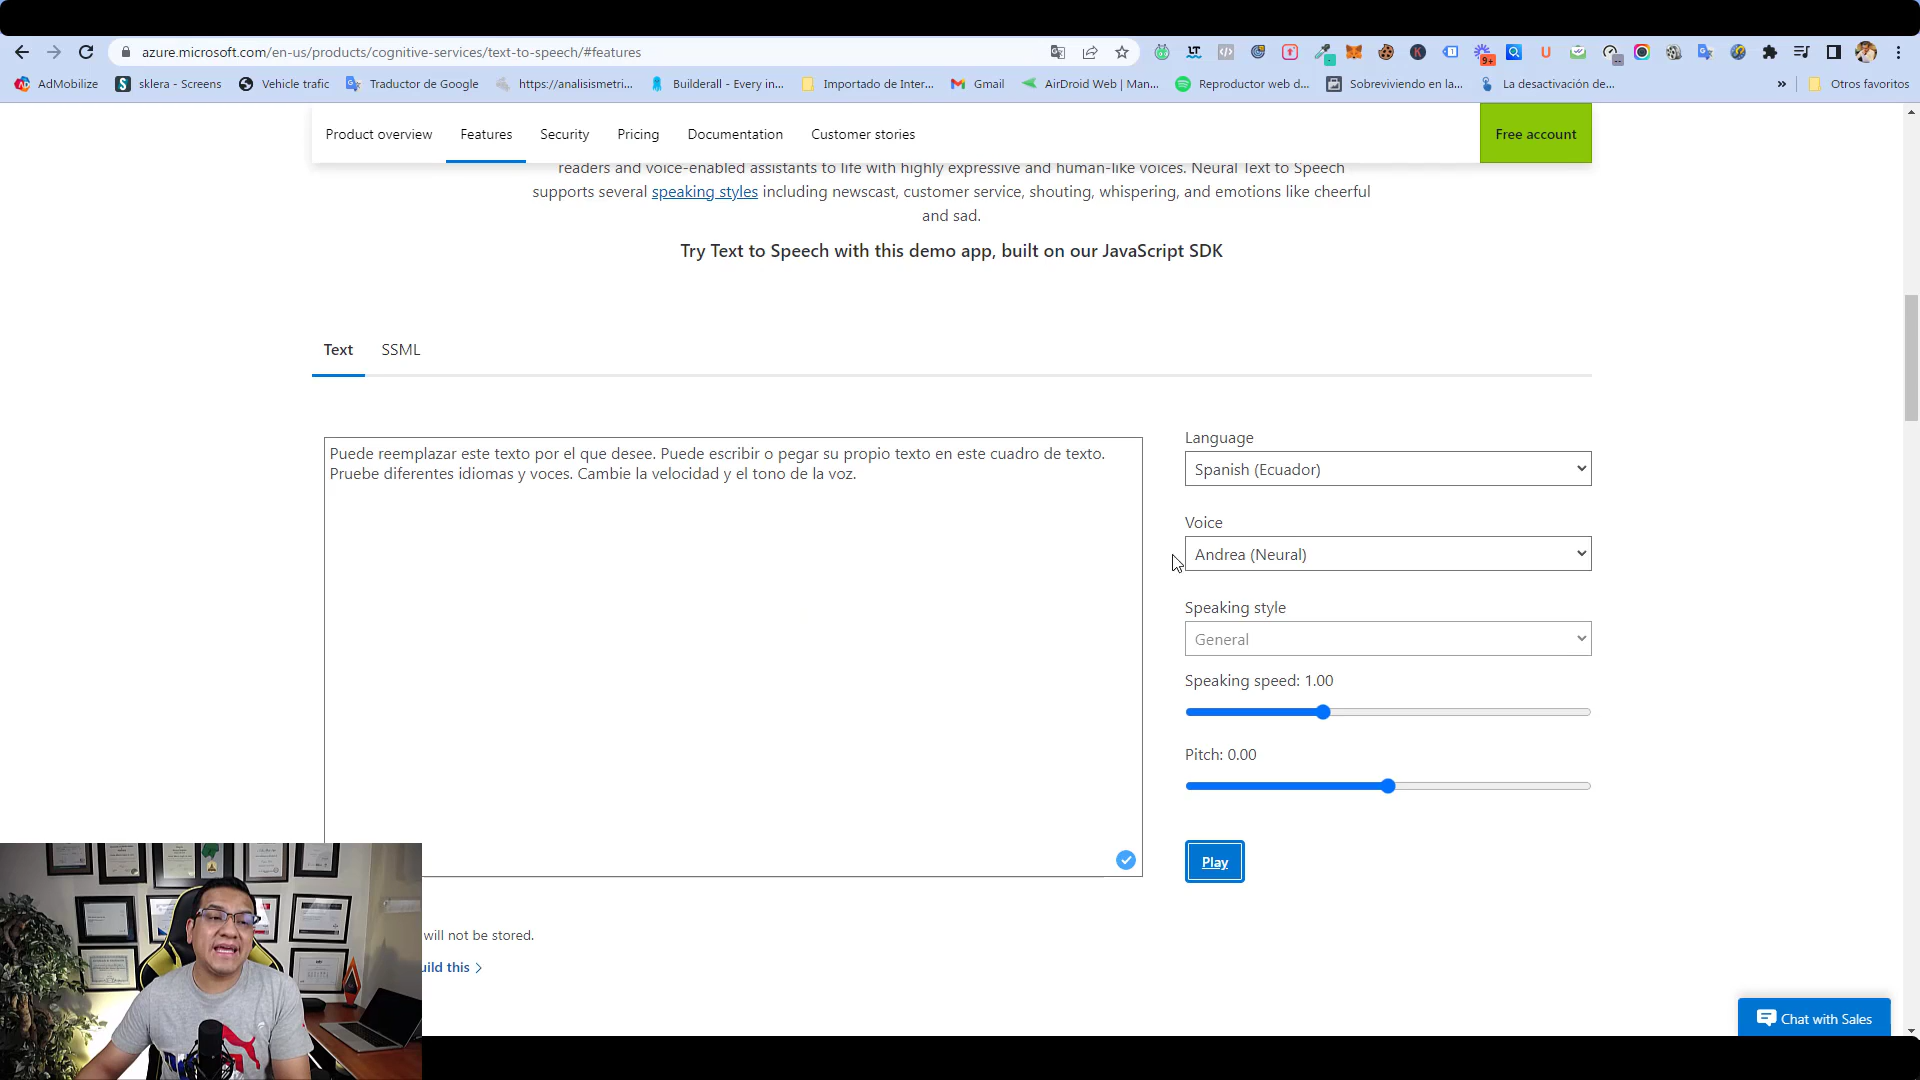 azure.microsoft.com/en-us/products/cognitive-services/text-to-speech/#features
AdMobilize
sklera - Screens
Vehicle trafic
Traductor de Google
https://analisismetri...
Builderall - Every in...
Importado de Inter...
Gmail
AirDroid Web | Man...
Reproductor web d...
Sobreviviendo en la...
La desactivación de...
Otros favoritos
Product overview
Features
Security
Pricing
Documentation
Customer stories
Free account
readers and voice-enabled assistants to life with highly expressive and human-like voices. Neural Text to Speech
supports several speaking styles including newscast, customer service, shouting, whispering, and emotions like cheerful
and sad.
Try Text to Speech with this demo app, built on our JavaScript SDK
Text
SSML
Puede reemplazar este texto por el que desee. Puede escribir o pegar su propio texto en este cuadro de texto.
Pruebe diferentes idiomas y voces. Cambie la velocidad y el tono de la voz.
Language
Spanish (Ecuador)
Voice
Andrea (Neural)
Speaking style
General
Speaking speed: 1.00
Pitch: 0.00
Play
will not be stored.
uild this
Chat with Sales